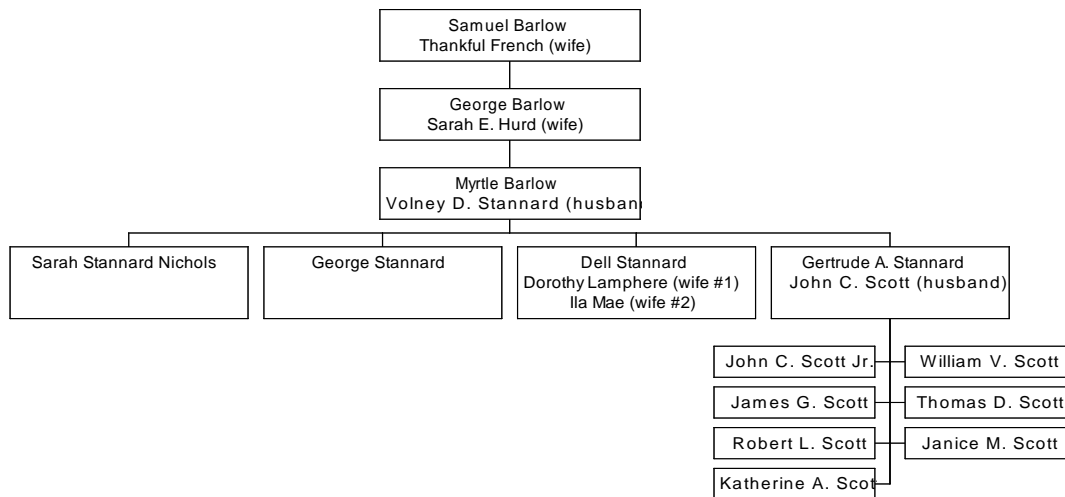 Samuel Barlow
Thankful French (wife)
George Barlow
Sarah E. Hurd (wife)
Myrtle Barlow
Volney D. Stannard (husban
Sarah Stannard Nichols
George Stannard
Dell Stannard
Dorothy Lamphere (wife #1)
Ila Mae (wife #2)
Gertrude A. Stannard
John C. Scott (husband)
John C. Scott Jr.
William V. Scott
James G. Scott
Thomas D. Scott
Robert L. Scott
Janice M. Scott
Katherine A. Scot